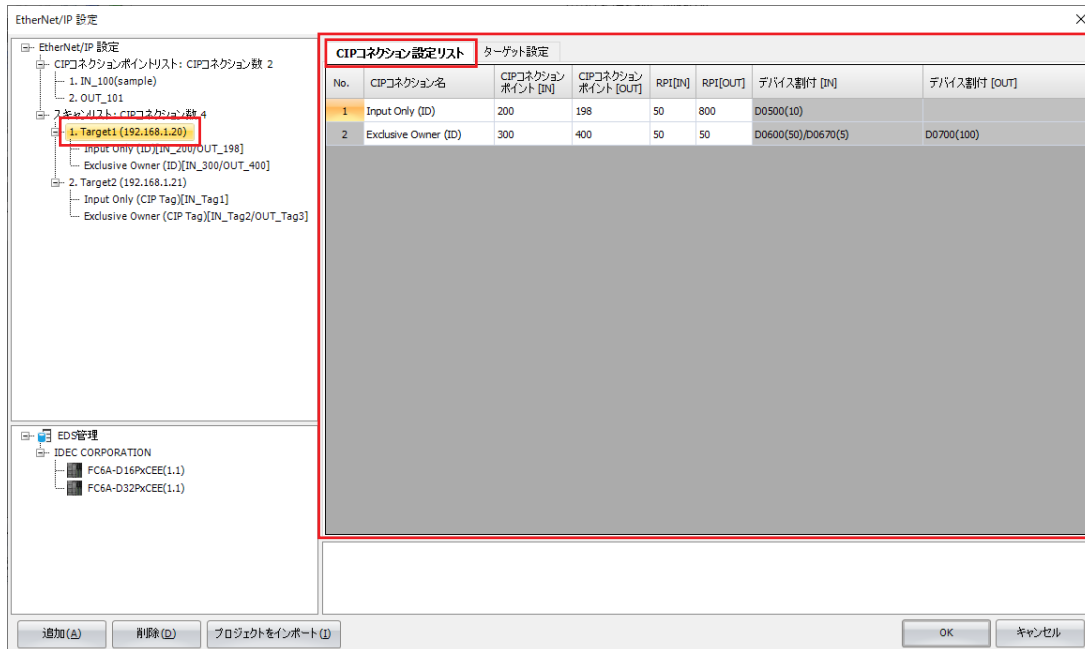 EtherNet/IP 設定
EtherNet/IP 設定
CIPコネクションポイントリスト: CIPコネクション数 2
1. IN_100(sample)
2. OUT_101
スキャンリスト: CIPコネクション数 4
1. Target1 (192.168.1.20)
Input Only (ID)[IN_200/OUT_198]
Exclusive Owner (ID)[IN_300/OUT_400]
2. Target2 (192.168.1.21)
Input Only (CIP Tag)[IN_Tag1]
Exclusive Owner (CIP Tag)[IN_Tag2/OUT_Tag3]
EDS管理
IDEC CORPORATION
FC6A-D16PxCEE(1.1)
FC6A-D32PxCEE(1.1)
CIPコネクション設定リスト ターゲット設定
No. CIPコネクション名 CIPコネクションポイント [IN] CIPコネクションポイント [OUT] RPI[IN] RPI[OUT] デバイス割付 [IN] デバイス割付 [OUT]
1 Input Only (ID) 200 198 50 800 D0500(10)
2 Exclusive Owner (ID) 300 400 50 50 D0600(50)/D0670(5) D0700(100)
追加(A) 削除(D) プロジェクトをインポート(I) OK キャンセル